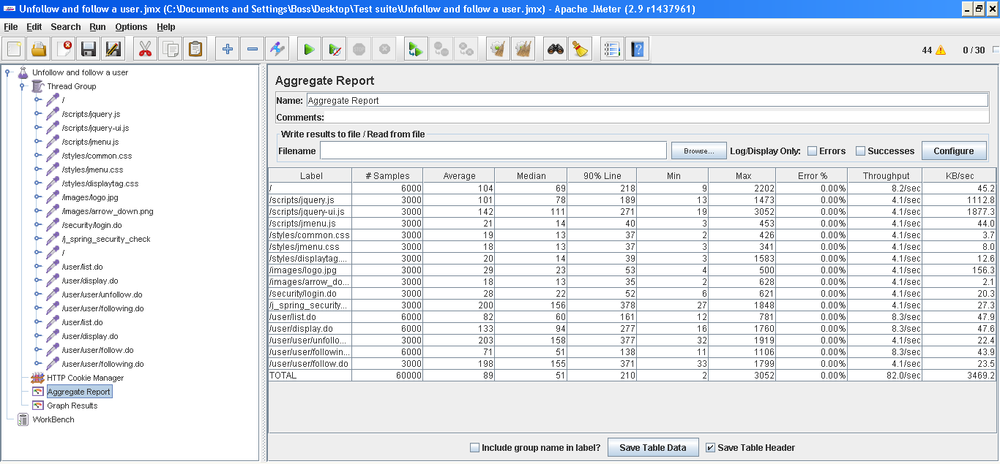 Unfollow and follow a user.jmx (C:\Documents and Settings\Boss\Desktop\Test suite\Unfollow and follow a user.jmx) - Apache JMeter (2.9 r1437961)
File Edit Search Run Options Help
44 0 / 30
Unfollow and follow a user
Thread Group
/
/scripts/jquery.js
/scripts/jquery-ui.js
/scripts/jmenu.js
/styles/common.css
/styles/jmenu.css
/styles/displaytag.css
/images/logo.jpg
/images/arrow_down.png
/security/login.do
/j_spring_security_check
/
/user/list.do
/user/display.do
/user/user/unfollow.do
/user/user/following.do
/user/list.do
/user/display.do
/user/user/follow.do
/user/user/following.do
HTTP Cookie Manager
Aggregate Report
Graph Results
WorkBench
Aggregate Report
Name: Aggregate Report
Comments:
Write results to file / Read from file
Filename Browse... Log/Display Only: Errors Successes Configure
Label # Samples Average Median 90% Line Min Max Error % Throughput KB/sec
/ 6000 104 69 218 9 2202 0.00% 8.2/sec 45.2
/scripts/jquery.js 3000 101 78 189 13 1473 0.00% 4.1/sec 1112.8
/scripts/jquery-ui.js 3000 142 111 271 19 3052 0.00% 4.1/sec 1877.3
/scripts/jmenu.js 3000 21 14 40 3 453 0.00% 4.1/sec 44.0
/styles/common.css 3000 19 13 37 2 426 0.00% 4.1/sec 3.7
/styles/jmenu.css 3000 18 13 37 3 341 0.00% 4.1/sec 8.0
/styles/displaytag.... 3000 20 14 39 3 1583 0.00% 4.1/sec 12.6
/images/logo.jpg 3000 29 23 53 4 500 0.00% 4.1/sec 156.3
/images/arrow_do... 3000 18 13 35 2 628 0.00% 4.1/sec 2.1
/security/login.do 3000 28 22 52 6 621 0.00% 4.1/sec 20.3
/j_spring_security... 3000 200 156 378 27 1848 0.00% 4.1/sec 27.3
/user/list.do 6000 82 60 161 12 781 0.00% 8.3/sec 47.9
/user/display.do 6000 133 94 277 16 1760 0.00% 8.3/sec 47.6
/user/user/unfollo... 3000 203 158 377 32 1919 0.00% 4.1/sec 22.4
/user/user/followin... 6000 71 51 138 11 1106 0.00% 8.3/sec 43.9
/user/user/follow.do 3000 198 155 371 33 1799 0.00% 4.1/sec 23.5
TOTAL 60000 89 51 210 2 3052 0.00% 82.0/sec 3469.2
Include group name in label? Save Table Data Save Table Header